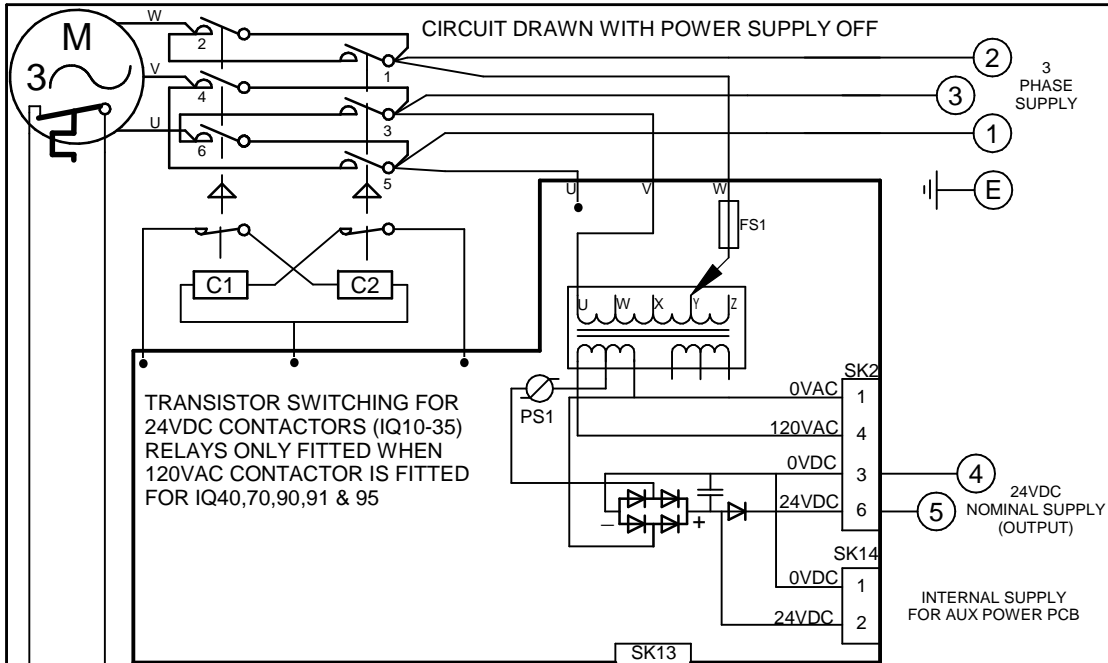 CIRCUIT DRAWN WITH POWER SUPPLY OFF
W
M
3
V
U
2
1
4
3
6
5
2
3
1
E
3
PHASE
SUPPLY
U
V
W
FS1
C1
C2
U
W
X
Y
Z
PS1
TRANSISTOR SWITCHING FOR
24VDC CONTACTORS (IQ10-35)
RELAYS ONLY FITTED WHEN
120VAC CONTACTOR IS FITTED
FOR IQ40,70,90,91 & 95
SK2
0VAC 1
120VAC 4
0VDC 3
24VDC 6
4
5
24VDC
NOMINAL SUPPLY
(OUTPUT)
− +
SK14
0VDC 1
24VDC 2
INTERNAL SUPPLY
FOR AUX POWER PCB
SK13